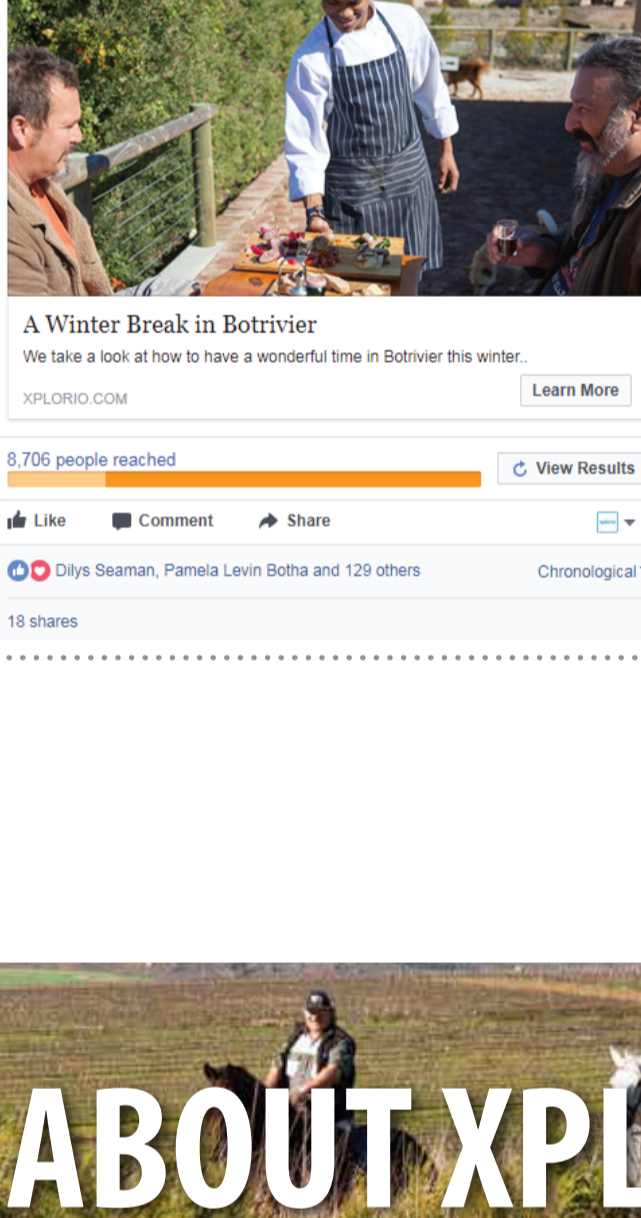 A Winter Break in Botrivier
We take a look at how to have a wonderful time in Botrivier this winter..
XPLORIO.COM
Learn More
8,706 people reached
View Results
Like Comment Share
Dilys Seaman, Pamela Levin Botha and 129 others
Chronological
18 shares
ABOUT XPL